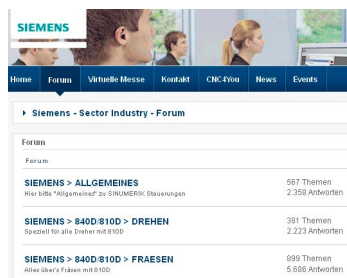 SIEMENS
Home Forum Virtuelle Messe Kontakt CNC4You News Events
Siemens - Sector Industry - Forum
Forum
Forum
SIEMENS > ALLGEMEINES 567 Themen
Hier bitte "Allgemeines" zu SINUMERIK Steuerungen 2.358 Antworten
SIEMENS > 840D/810D > DREHEN 381 Themen
Speziell für alle Dreher mit 810D 2.223 Antworten
SIEMENS > 840D/810D > FRAESEN 899 Themen
Alles über's Fräsen mit 810D 5.686 Antworten